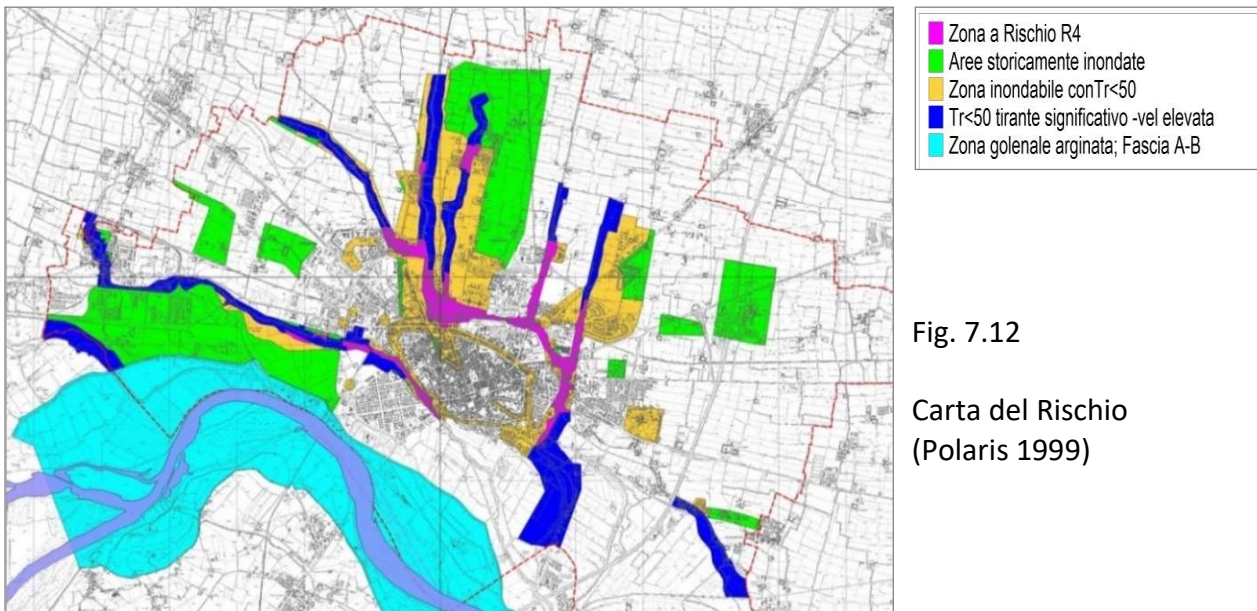 Zona a Rischio R4
Aree storicamente inondate
Zona inondabile conTr<50
Tr<50 tirante significativo -vel elevata
Zona golenale arginata; Fascia A-B
Fig. 7.12
Carta del Rischio
(Polaris 1999)